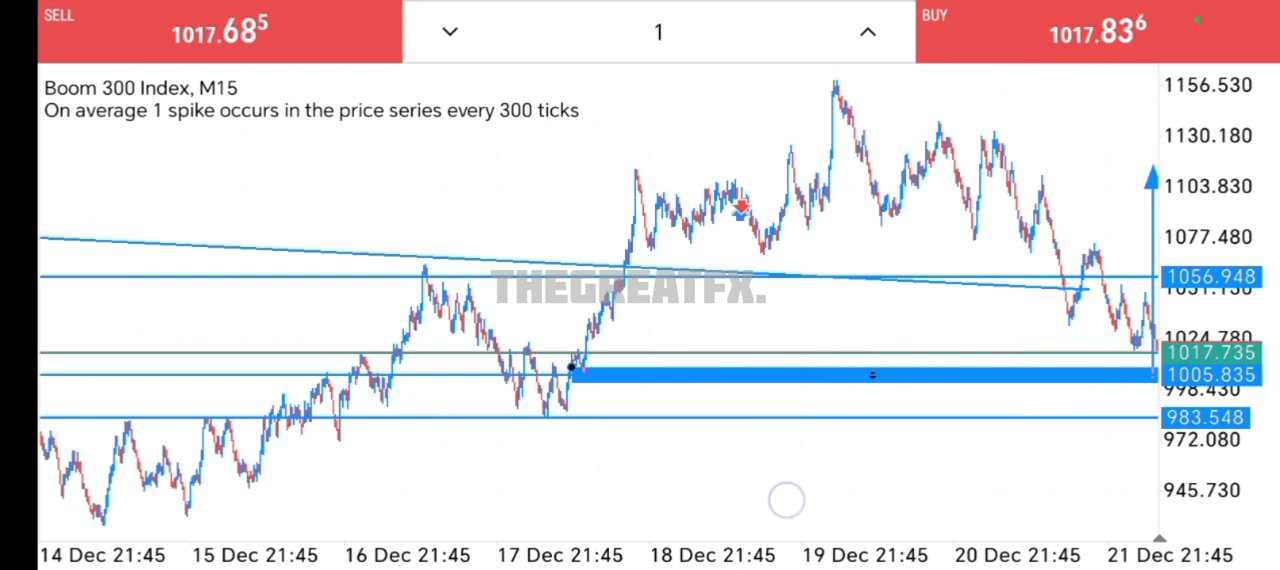 SELL
1017.68⁵
1
BUY
1017.83⁶
Boom 300 Index, M15
On average 1 spike occurs in the price series every 300 ticks
1156.530
1130.180
1103.830
1077.480
1056.948
1024.780
1017.735
1005.835
998.430
983.548
972.080
945.730
THEGREATFX.
14 Dec 21:45 15 Dec 21:45 16 Dec 21:45 17 Dec 21:45 18 Dec 21:45 19 Dec 21:45 20 Dec 21:45 21 Dec 21:45